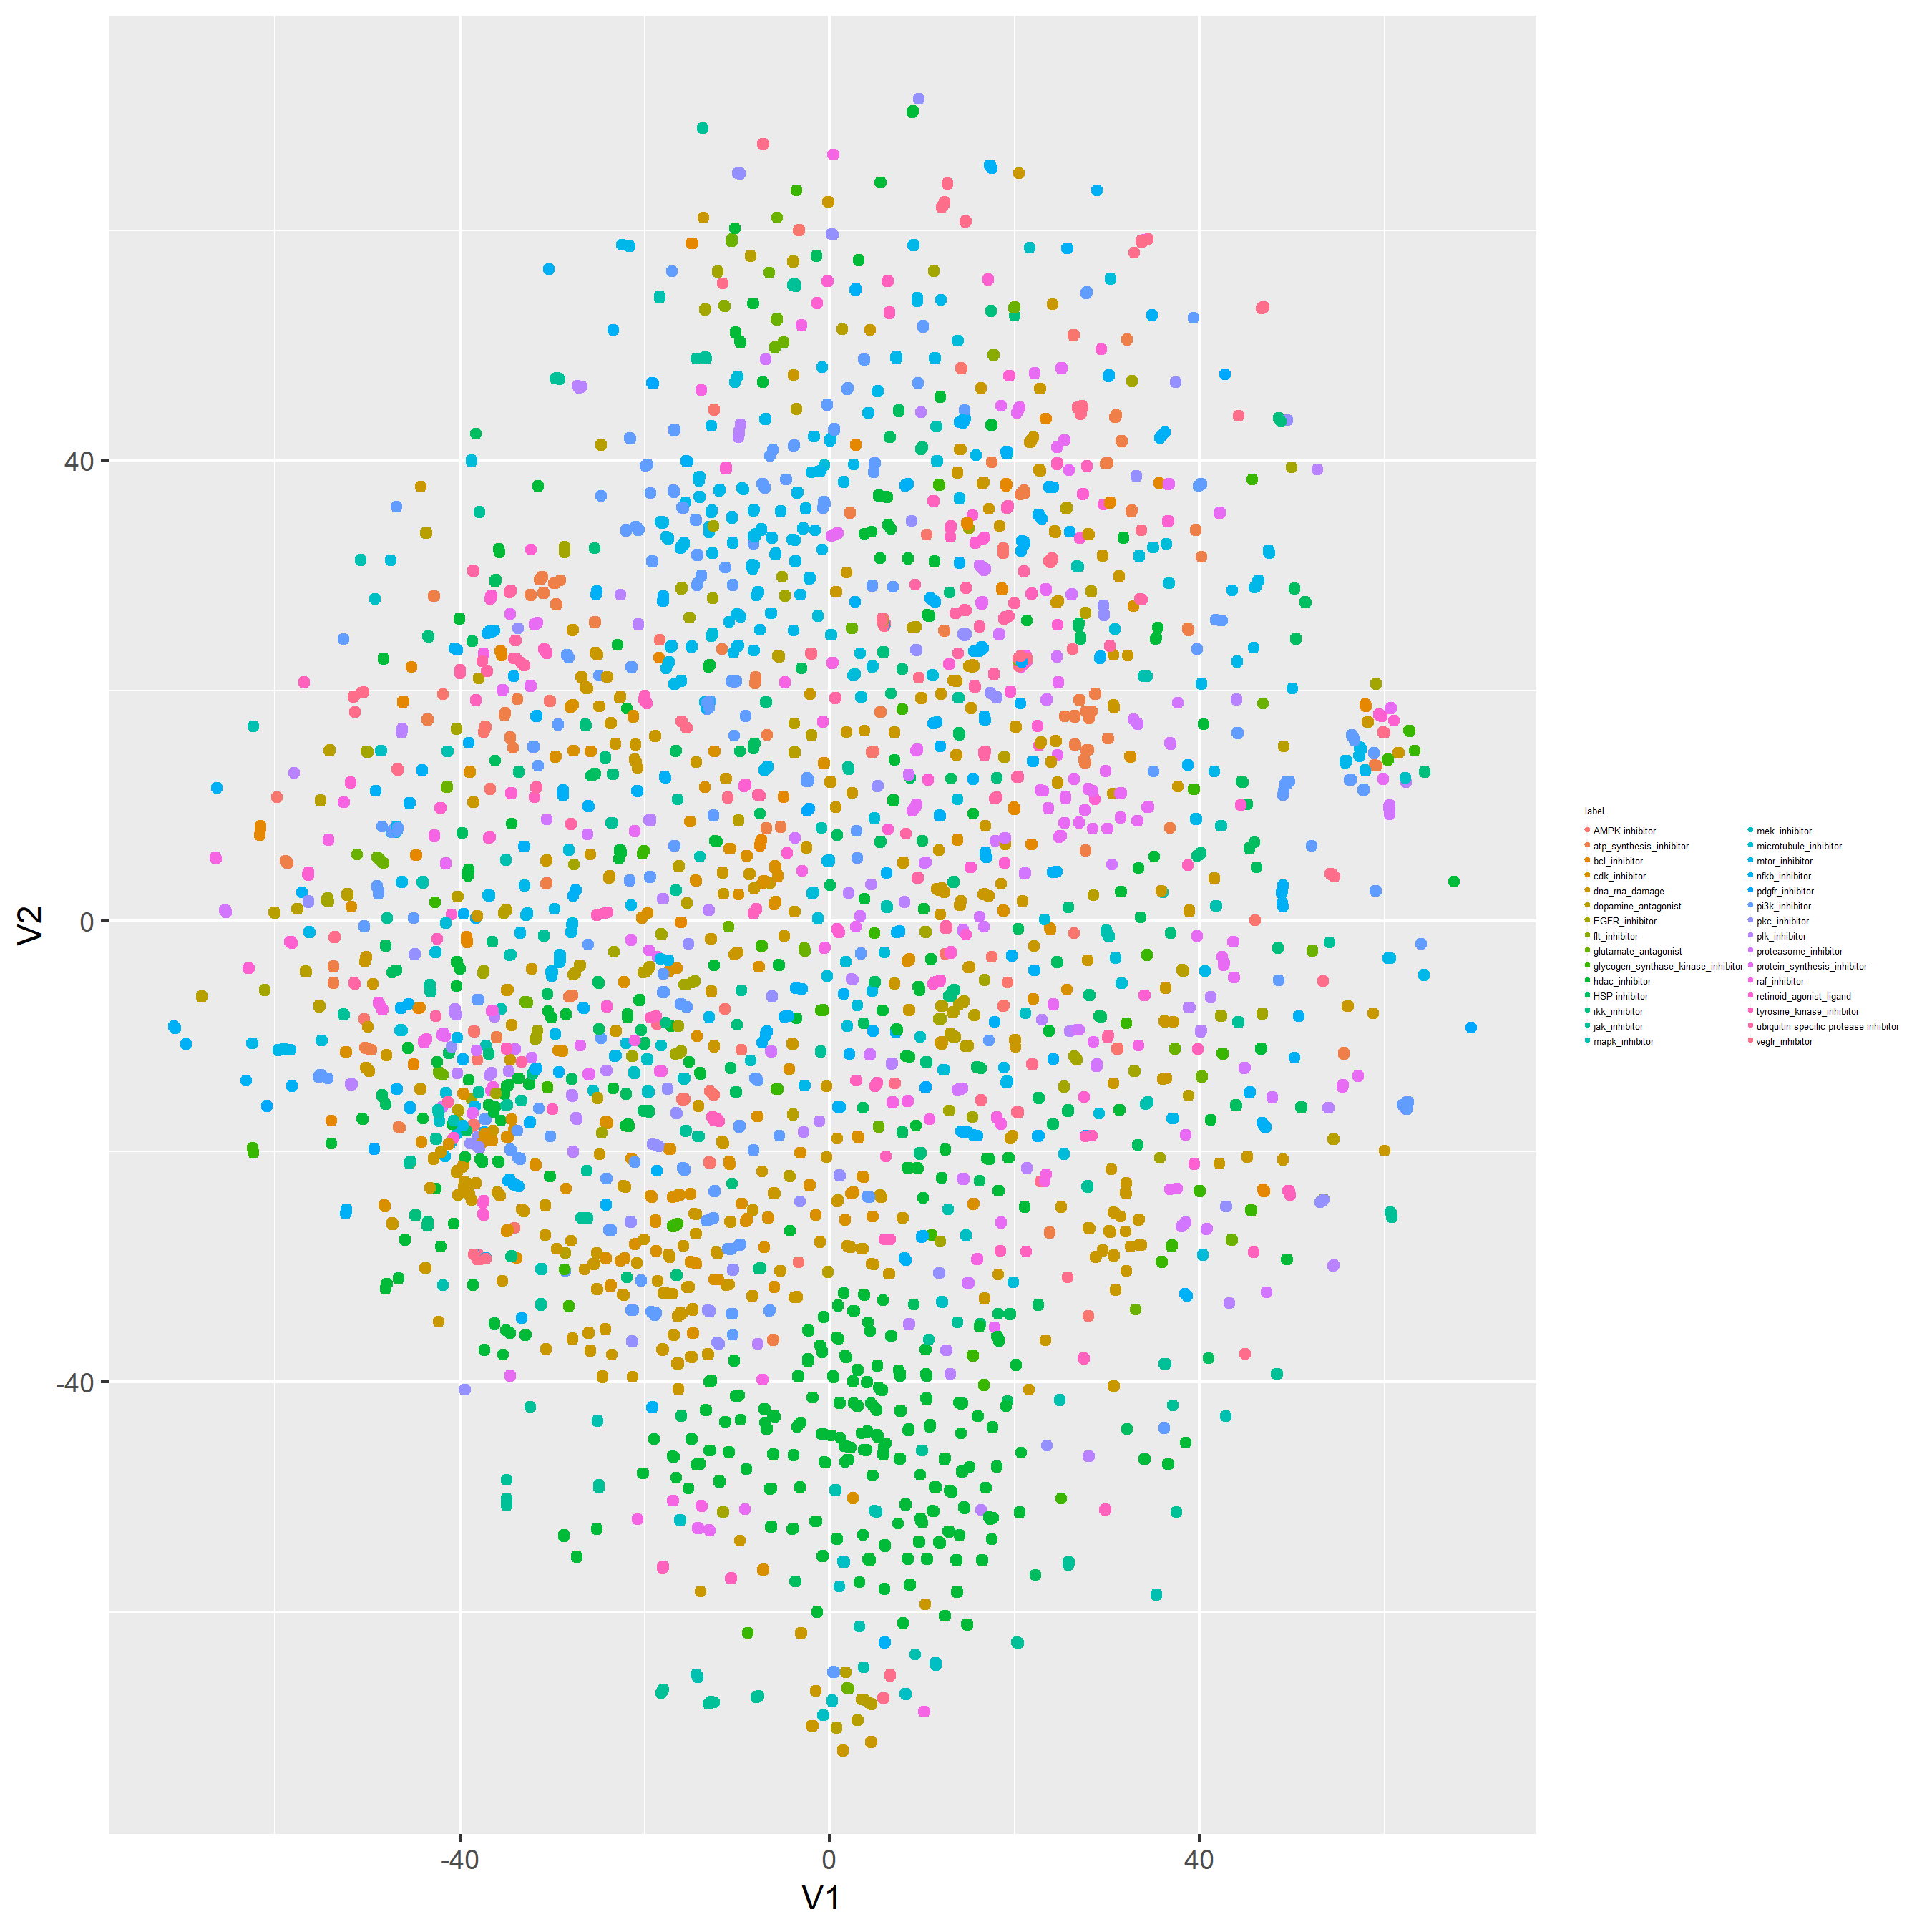 V2
40
0
-40
-40
0
40
V1
label
AMPK inhibitor
atp_synthesis_inhibitor
bcl_inhibitor
cdk_inhibitor
dna_rna_damage
dopamine_antagonist
EGFR_inhibitor
flt_inhibitor
glutamate_antagonist
glycogen_synthase_kinase_inhibitor
hdac_inhibitor
HSP inhibitor
ikk_inhibitor
jak_inhibitor
mapk_inhibitor
mek_inhibitor
microtubule_inhibitor
mtor_inhibitor
nfkb_inhibitor
pdgfr_inhibitor
pi3k_inhibitor
pkc_inhibitor
plk_inhibitor
proteasome_inhibitor
protein_synthesis_inhibitor
raf_inhibitor
retinoid_agonist_ligand
tyrosine_kinase_inhibitor
ubiquitin specific protease inhibitor
vegfr_inhibitor